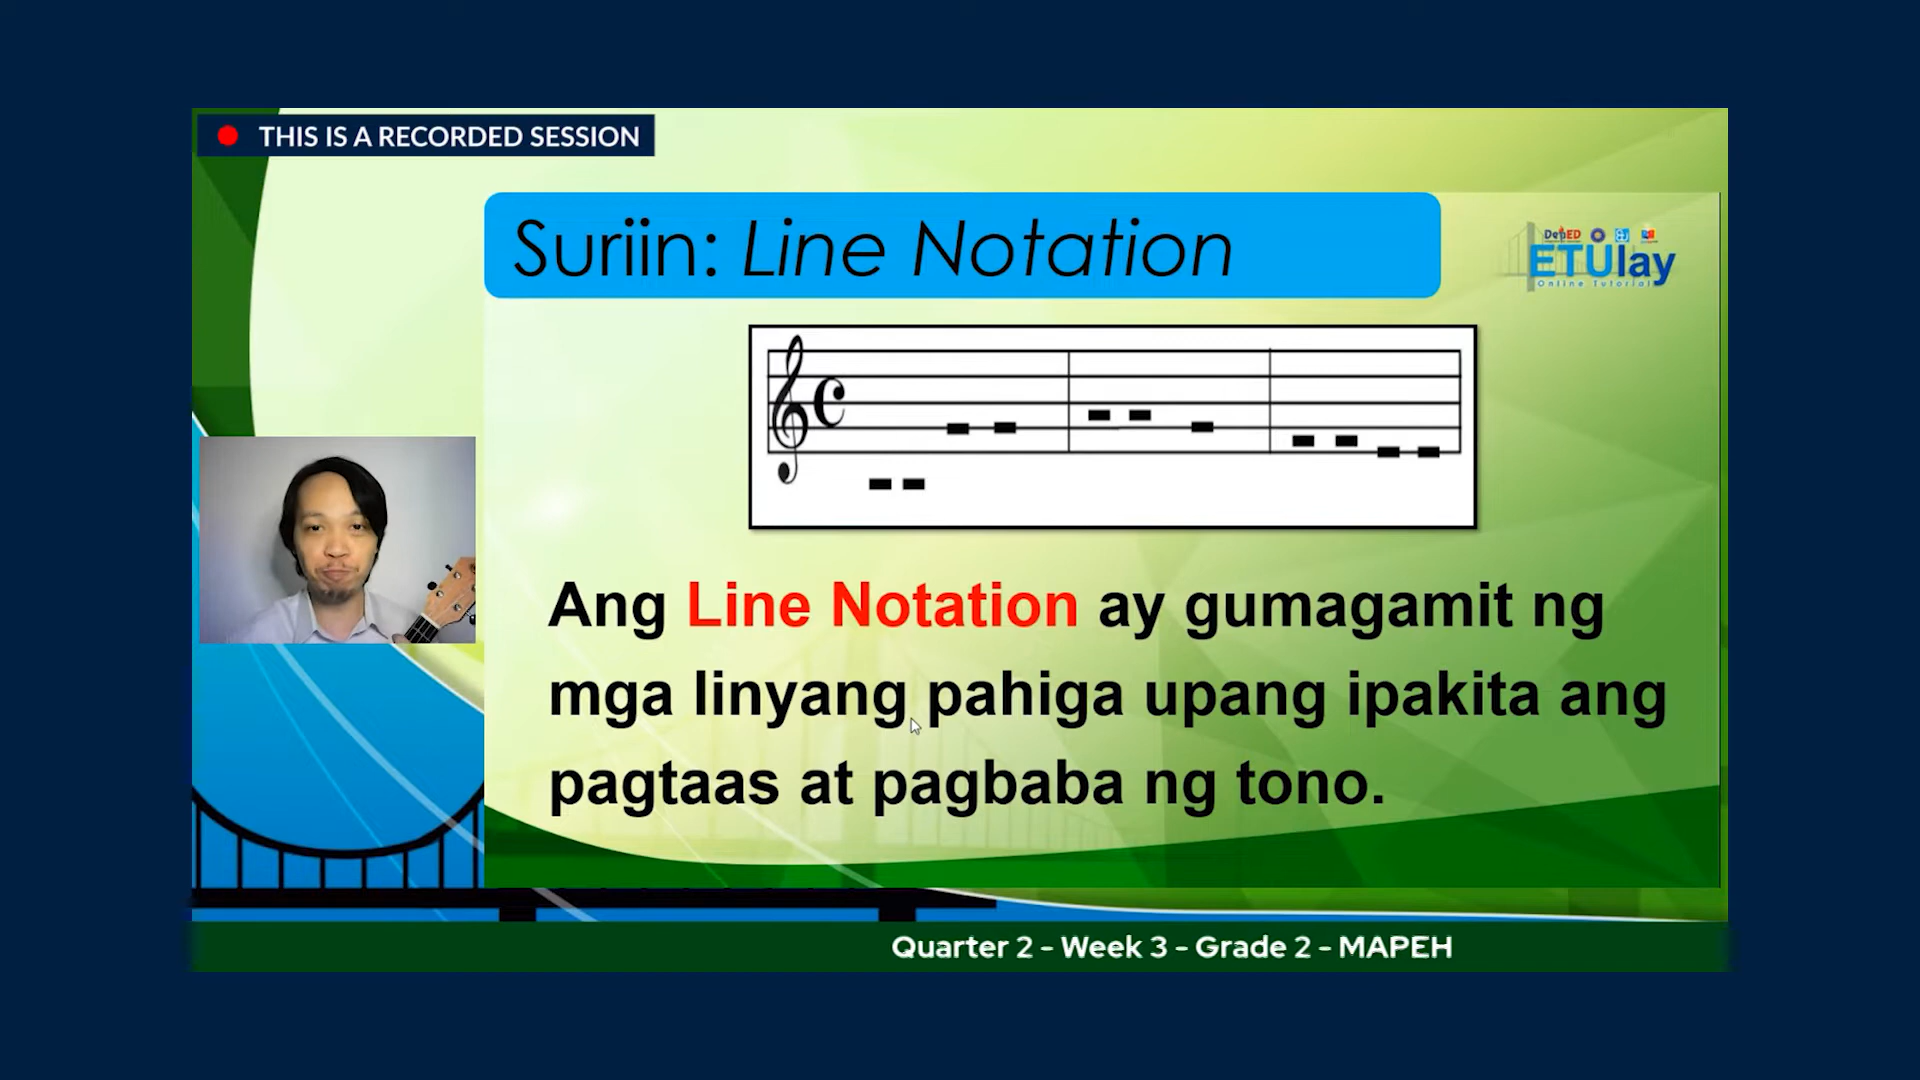 THIS IS A RECORDED SESSION
Suriin: Line Notation
DepED
ETUlay
Online Tutorial
Ang Line Notation ay gumagamit ng
mga linyang pahiga upang ipakita ang
pagtaas at pagbaba ng tono.
Quarter 2 - Week 3 - Grade 2 - MAPEH